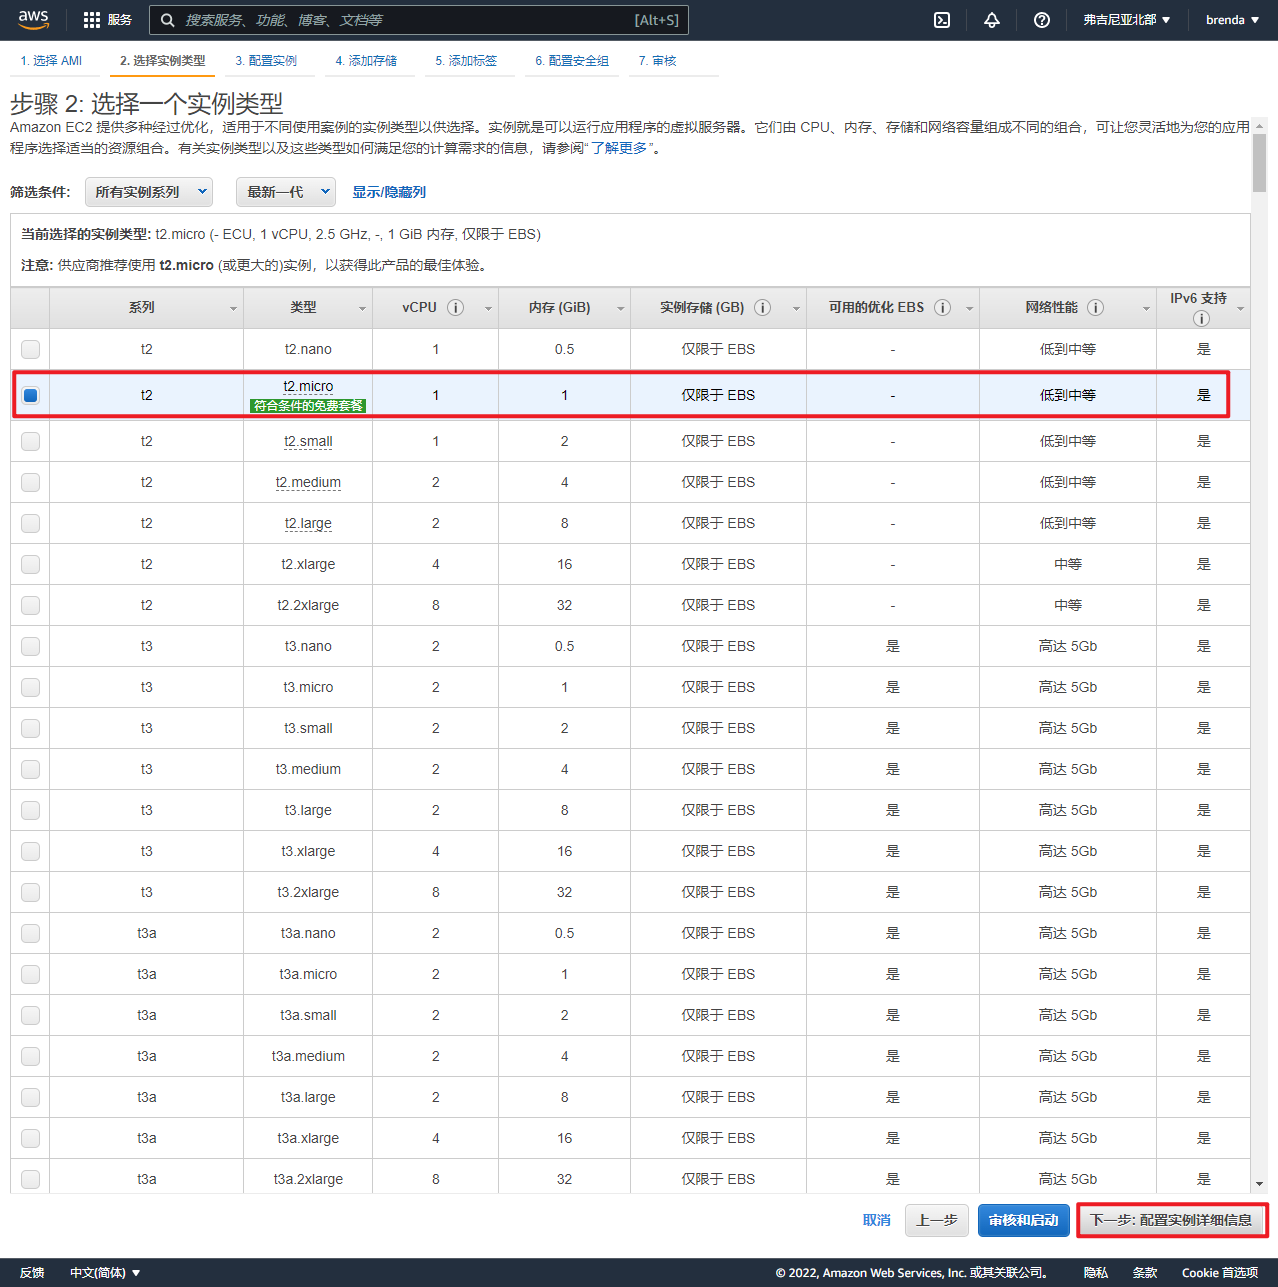 aws 服务 搜索服务、功能、博客、文档等 [Alt+S] 弗吉尼亚北部 ▼ brenda ▼
1. 选择 AMI 2. 选择实例类型 3. 配置实例 4. 添加存储 5. 添加标签 6. 配置安全组 7. 审核
步骤 2: 选择一个实例类型
Amazon EC2 提供多种经过优化，适用于不同使用案例的实例类型以供选择。实例就是可以运行应用程序的虚拟服务器。它们由 CPU、内存、存储和网络容量组成不同的组合，可让您灵活地为您的应用
程序选择适当的资源组合。有关实例类型以及这些类型如何满足您的计算需求的信息，请参阅“了解更多”。
筛选条件: 所有实例系列 最新一代 显示/隐藏列
当前选择的实例类型: t2.micro (- ECU, 1 vCPU, 2.5 GHz, -, 1 GiB 内存, 仅限于 EBS)
注意: 供应商推荐使用 t2.micro (或更大的)实例，以获得此产品的最佳体验。
系列 类型 vCPU 内存 (GiB) 实例存储 (GB) 可用的优化 EBS 网络性能 IPv6 支持
t2 t2.nano 1 0.5 仅限于 EBS - 低到中等 是
t2 t2.micro 1 1 仅限于 EBS - 低到中等 是
符合条件的免费套餐
t2 t2.small 1 2 仅限于 EBS - 低到中等 是
t2 t2.medium 2 4 仅限于 EBS - 低到中等 是
t2 t2.large 2 8 仅限于 EBS - 低到中等 是
t2 t2.xlarge 4 16 仅限于 EBS - 中等 是
t2 t2.2xlarge 8 32 仅限于 EBS - 中等 是
t3 t3.nano 2 0.5 仅限于 EBS 是 高达 5Gb 是
t3 t3.micro 2 1 仅限于 EBS 是 高达 5Gb 是
t3 t3.small 2 2 仅限于 EBS 是 高达 5Gb 是
t3 t3.medium 2 4 仅限于 EBS 是 高达 5Gb 是
t3 t3.large 2 8 仅限于 EBS 是 高达 5Gb 是
t3 t3.xlarge 4 16 仅限于 EBS 是 高达 5Gb 是
t3 t3.2xlarge 8 32 仅限于 EBS 是 高达 5Gb 是
t3a t3a.nano 2 0.5 仅限于 EBS 是 高达 5Gb 是
t3a t3a.micro 2 1 仅限于 EBS 是 高达 5Gb 是
t3a t3a.small 2 2 仅限于 EBS 是 高达 5Gb 是
t3a t3a.medium 2 4 仅限于 EBS 是 高达 5Gb 是
t3a t3a.large 2 8 仅限于 EBS 是 高达 5Gb 是
t3a t3a.xlarge 4 16 仅限于 EBS 是 高达 5Gb 是
t3a t3a.2xlarge 8 32 仅限于 EBS 是 高达 5Gb 是
取消 上一步 审核和启动 下一步: 配置实例详细信息
反馈 中文(简体) ▼ © 2022, Amazon Web Services, Inc. 或其关联公司。 隐私 条款 Cookie 首选项